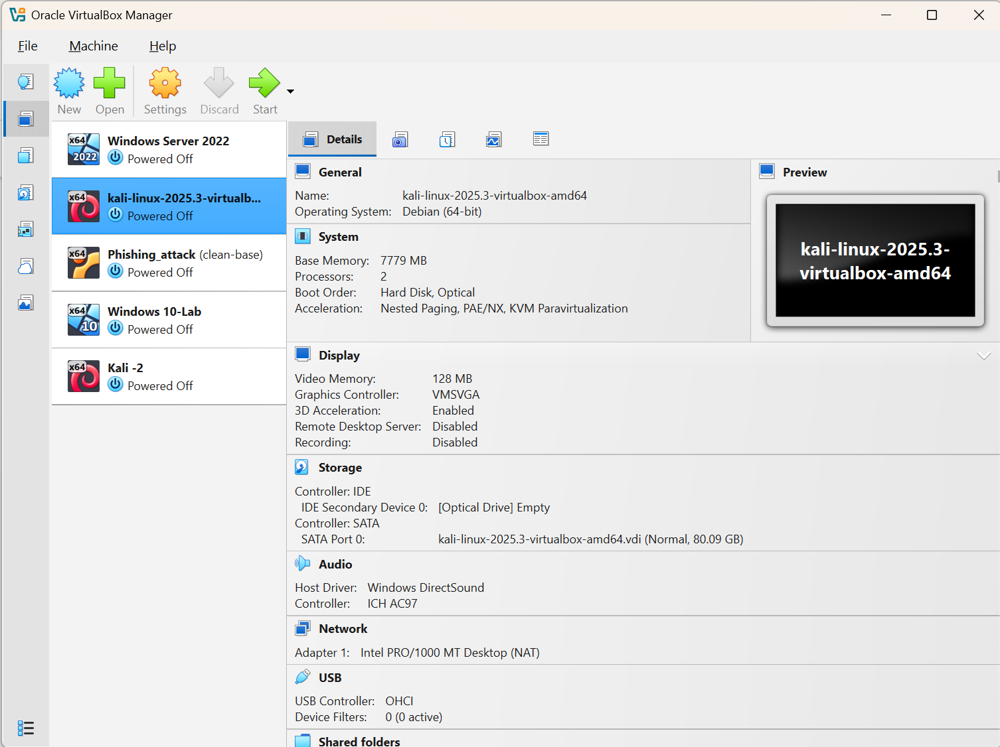 Oracle VirtualBox Manager
File Machine Help
New Open Settings Discard Start
x64 2022 Windows Server 2022
Powered Off
x64 kali-linux-2025.3-virtualb...
Powered Off
x64 Phishing_attack (clean-base)
Powered Off
x64 10 Windows 10-Lab
Powered Off
x64 Kali -2
Powered Off
Details
General
Name: kali-linux-2025.3-virtualbox-amd64
Operating System: Debian (64-bit)
System
Base Memory: 7779 MB
Processors: 2
Boot Order: Hard Disk, Optical
Acceleration: Nested Paging, PAE/NX, KVM Paravirtualization
Preview
kali-linux-2025.3-
virtualbox-amd64
Display
Video Memory: 128 MB
Graphics Controller: VMSVGA
3D Acceleration: Enabled
Remote Desktop Server: Disabled
Recording: Disabled
Storage
Controller: IDE
IDE Secondary Device 0: [Optical Drive] Empty
Controller: SATA
SATA Port 0: kali-linux-2025.3-virtualbox-amd64.vdi (Normal, 80.09 GB)
Audio
Host Driver: Windows DirectSound
Controller: ICH AC97
Network
Adapter 1: Intel PRO/1000 MT Desktop (NAT)
USB
USB Controller: OHCI
Device Filters: 0 (0 active)
Shared folders